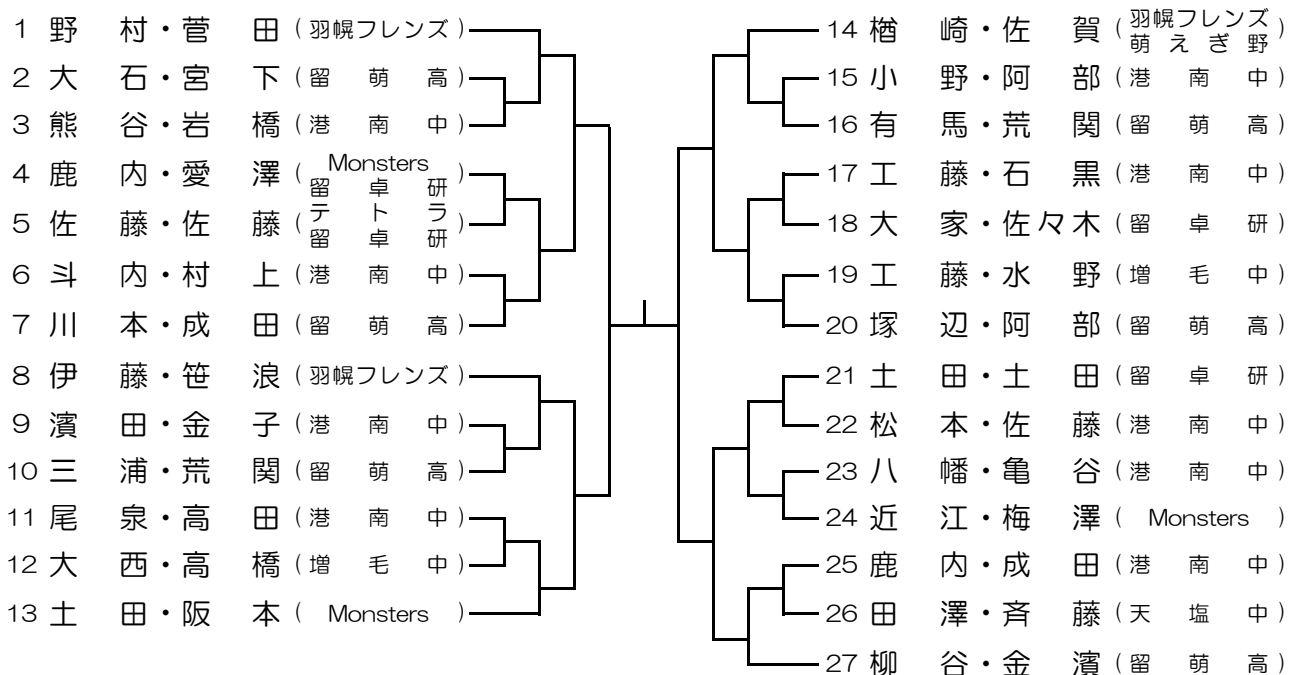 1 野村・菅田(羽幌フレンズ)
2 大石・宮下(留萌高)
3 熊谷・岩橋(港南中)
4 鹿内・愛澤(Monsters 留卓研)
5 佐藤・佐藤(テトラ 留卓研)
6 斗内・村上(港南中)
7 川本・成田(留萌高)
8 伊藤・笹浪(羽幌フレンズ)
9 濱田・金子(港南中)
10 三浦・荒関(留萌高)
11 尾泉・高田(港南中)
12 大西・高橋(増毛中)
13 土田・阪本(Monsters)
14 楢崎・佐賀(羽幌フレンズ 萌えぎ野)
15 小野・阿部(港南中)
16 有馬・荒関(留萌高)
17 工藤・石黒(港南中)
18 大家・佐々木(留卓研)
19 工藤・水野(増毛中)
20 塚辺・阿部(留萌高)
21 土田・土田(留卓研)
22 松本・佐藤(港南中)
23 八幡・亀谷(港南中)
24 近江・梅澤(Monsters)
25 鹿内・成田(港南中)
26 田澤・斉藤(天塩中)
27 柳谷・金濱(留萌高)